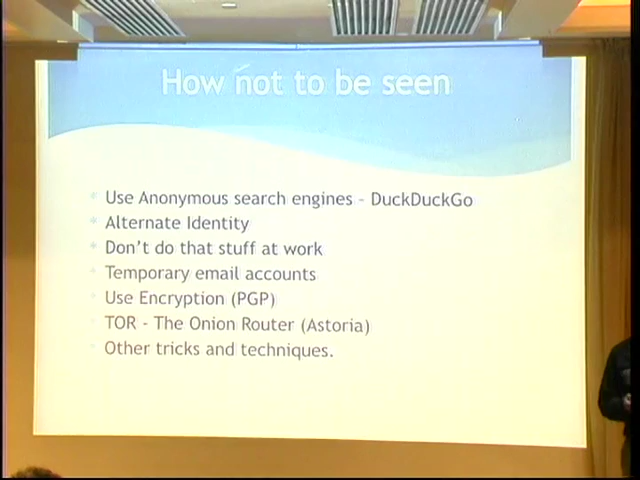 How not to be seen
Use Anonymous search engines - DuckDuckGo
Alternate Identity
Don't do that stuff at work
Temporary email accounts
Use Encryption (PGP)
TOR - The Onion Router (Astoria)
Other tricks and techniques.